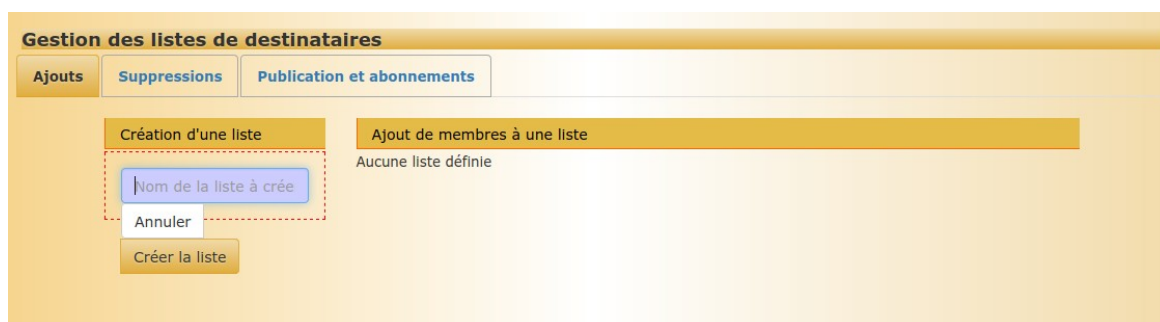 Gestion des listes de destinataires
Ajouts Suppressions Publication et abonnements
Création d'une liste
Nom de la liste à crée
Annuler
Créer la liste
Ajout de membres à une liste
Aucune liste définie